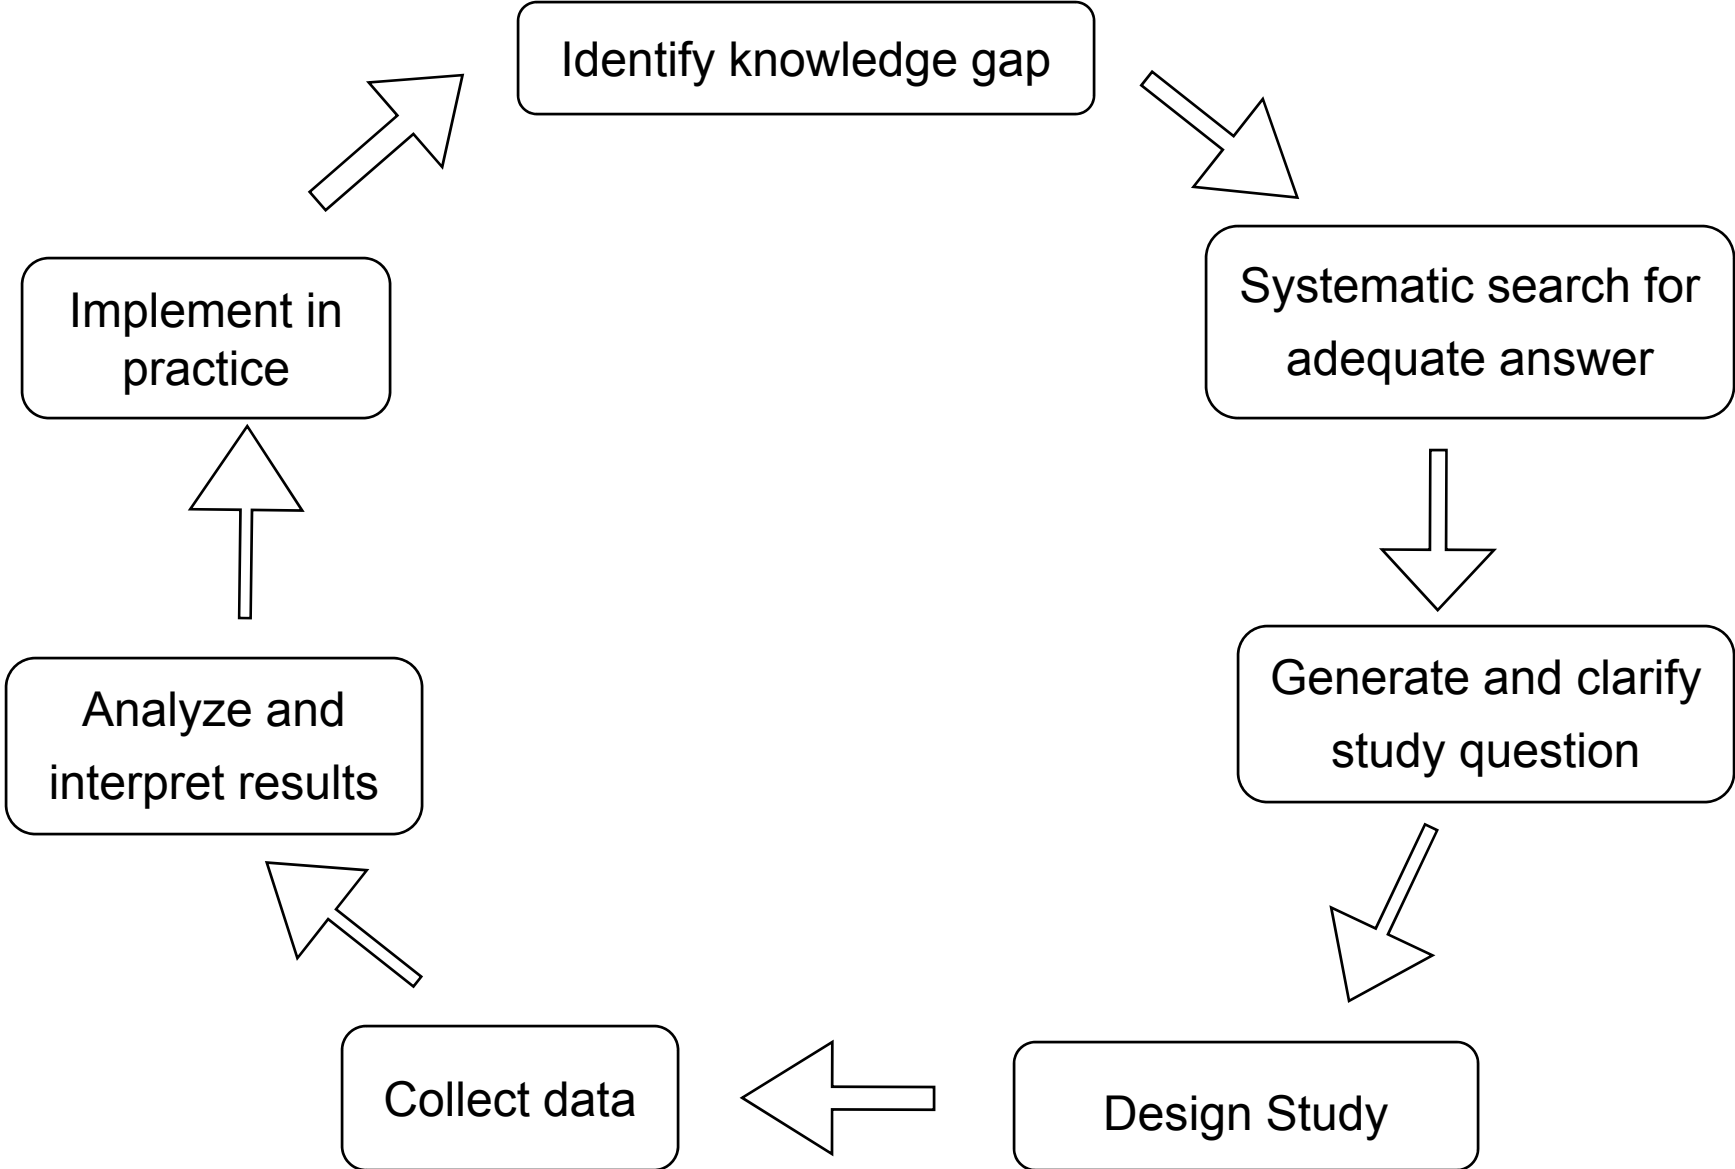 Identify knowledge gap
Systematic search for
adequate answer
Generate and clarify
study question
Design Study
Collect data
Analyze and
interpret results
Implement in
practice